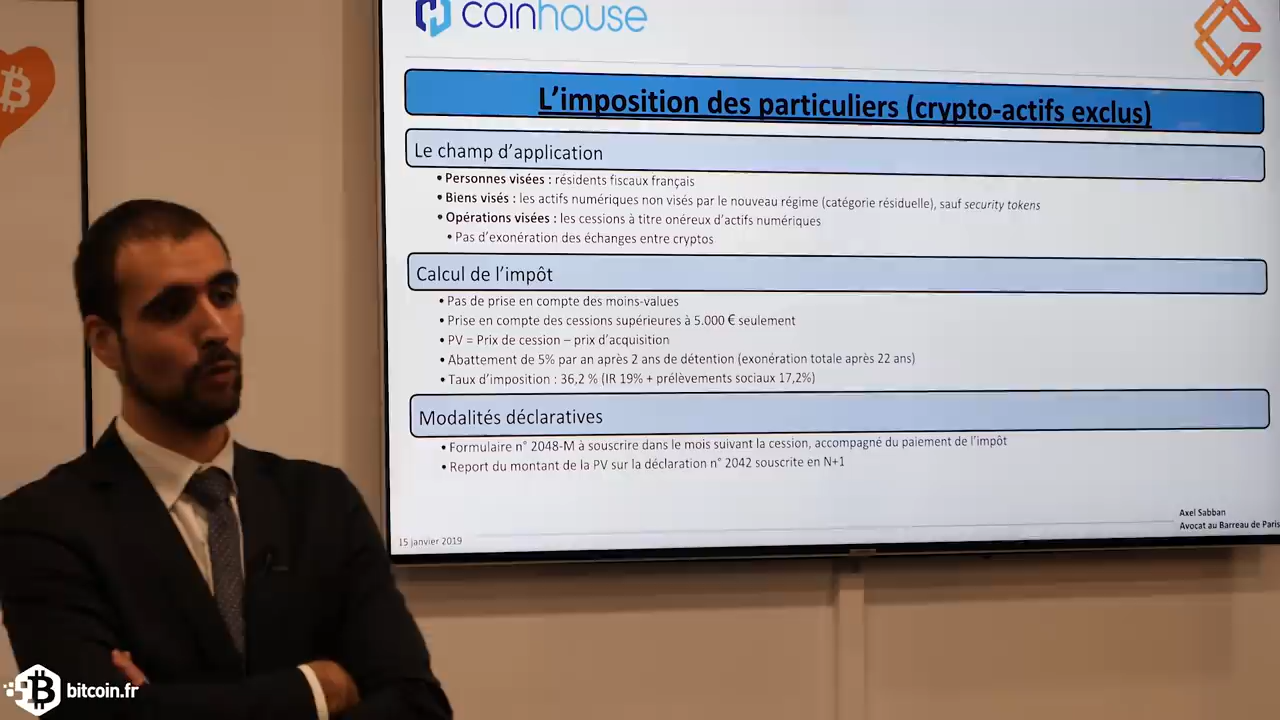 coinhouse
L'imposition des particuliers (crypto-actifs exclus)
Le champ d'application
• Personnes visées : résidents fiscaux français
• Biens visés : les actifs numériques non visés par le nouveau régime (catégorie résiduelle), sauf security tokens
• Opérations visées : les cessions à titre onéreux d'actifs numériques
• Pas d'exonération des échanges entre cryptos
Calcul de l'impôt
• Pas de prise en compte des moins-values
• Prise en compte des cessions supérieures à 5.000 € seulement
• PV = Prix de cession – prix d'acquisition
• Abattement de 5% par an après 2 ans de détention (exonération totale après 22 ans)
• Taux d'imposition : 36,2 % (IR 19% + prélèvements sociaux 17,2%)
Modalités déclaratives
• Formulaire n° 2048-M à souscrire dans le mois suivant la cession, accompagné du paiement de l'impôt
• Report du montant de la PV sur la déclaration n° 2042 souscrite en N+1
Axel Sabban
Avocat au Barreau de Paris
15 janvier 2019
bitcoin.fr